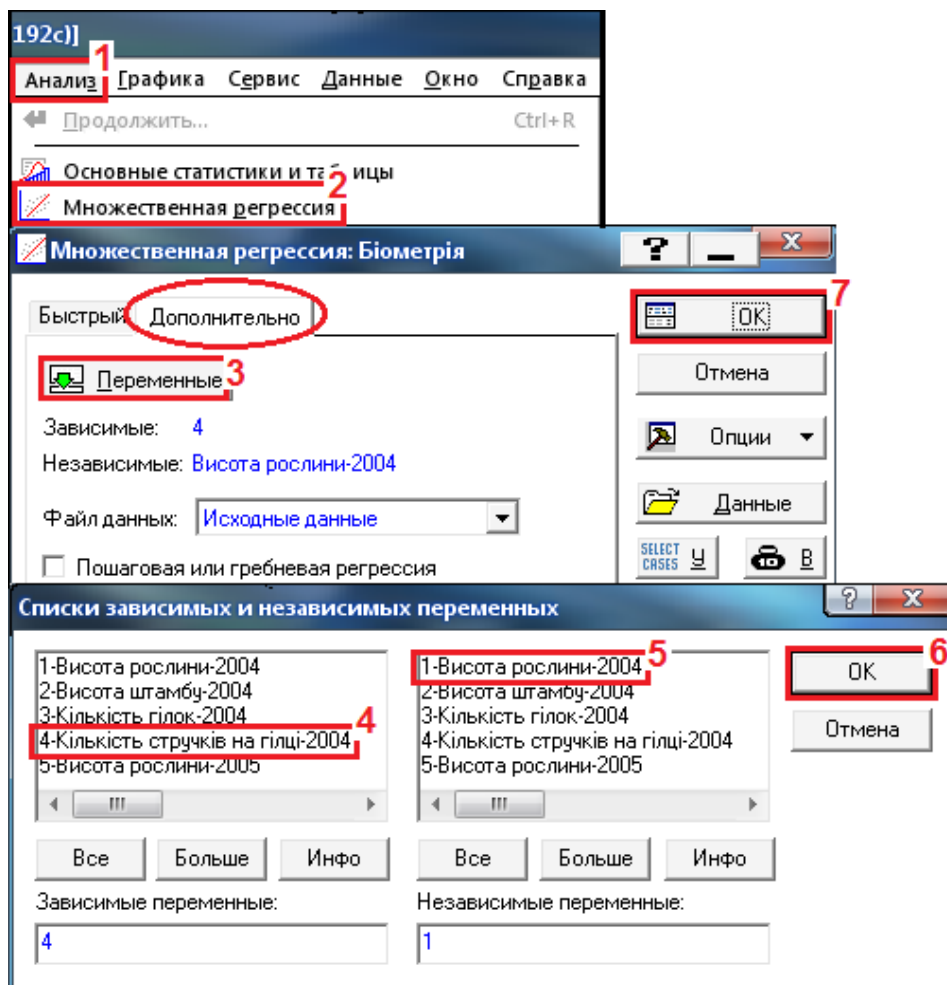 192с)]
1
Анализ Графика Сервис Данные Окно Справка
Продолжить... Ctrl+R
Основные статистики и таблицы
2
Множественная регрессия
Множественная регрессия: Біометрія ? _ X
Быстрый Дополнительно
7
OK
Переменные 3
Отмена
Зависимые: 4
Опции
Независимые: Висота рослини-2004
Данные
Файл данных: Исходные данные
SELECT CASES У В
Пошаговая или гребневая регрессия
Списки зависимых и независимых переменных ? X
1-Висота рослини-2004
2-Висота штамбу-2004
3-Кількість гілок-2004
4-Кількість стручків на гілці-2004 4
5-Висота рослини-2005
1-Висота рослини-2004 5
2-Висота штамбу-2004
3-Кількість гілок-2004
4-Кількість стручків на гілці-2004
5-Висота рослини-2005
6
OK
Отмена
Все Больше Инфо
Все Больше Инфо
Зависимые переменные:
4
Независимые переменные:
1